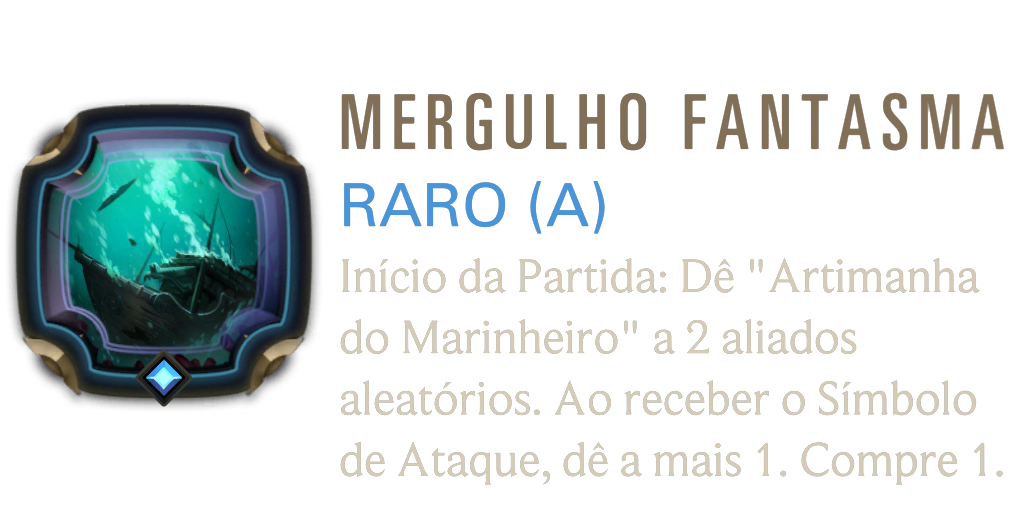 MERGULHO FANTASMA
RARO (A)
Início da Partida: Dê "Artimanha
do Marinheiro" a 2 aliados
aleatórios. Ao receber o Símbolo
de Ataque, dê a mais 1. Compre 1.